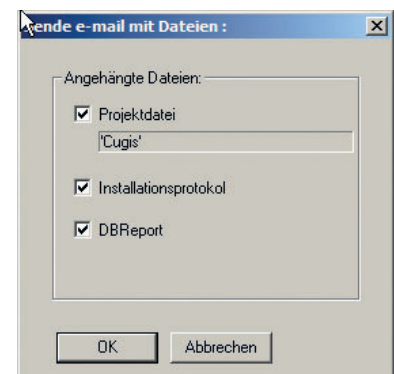 ende e-mail mit Dateien :
Angehängte Dateien:
Projektdatei
'Cugis'
Installationsprotokol
DBReport
OK
Abbrechen